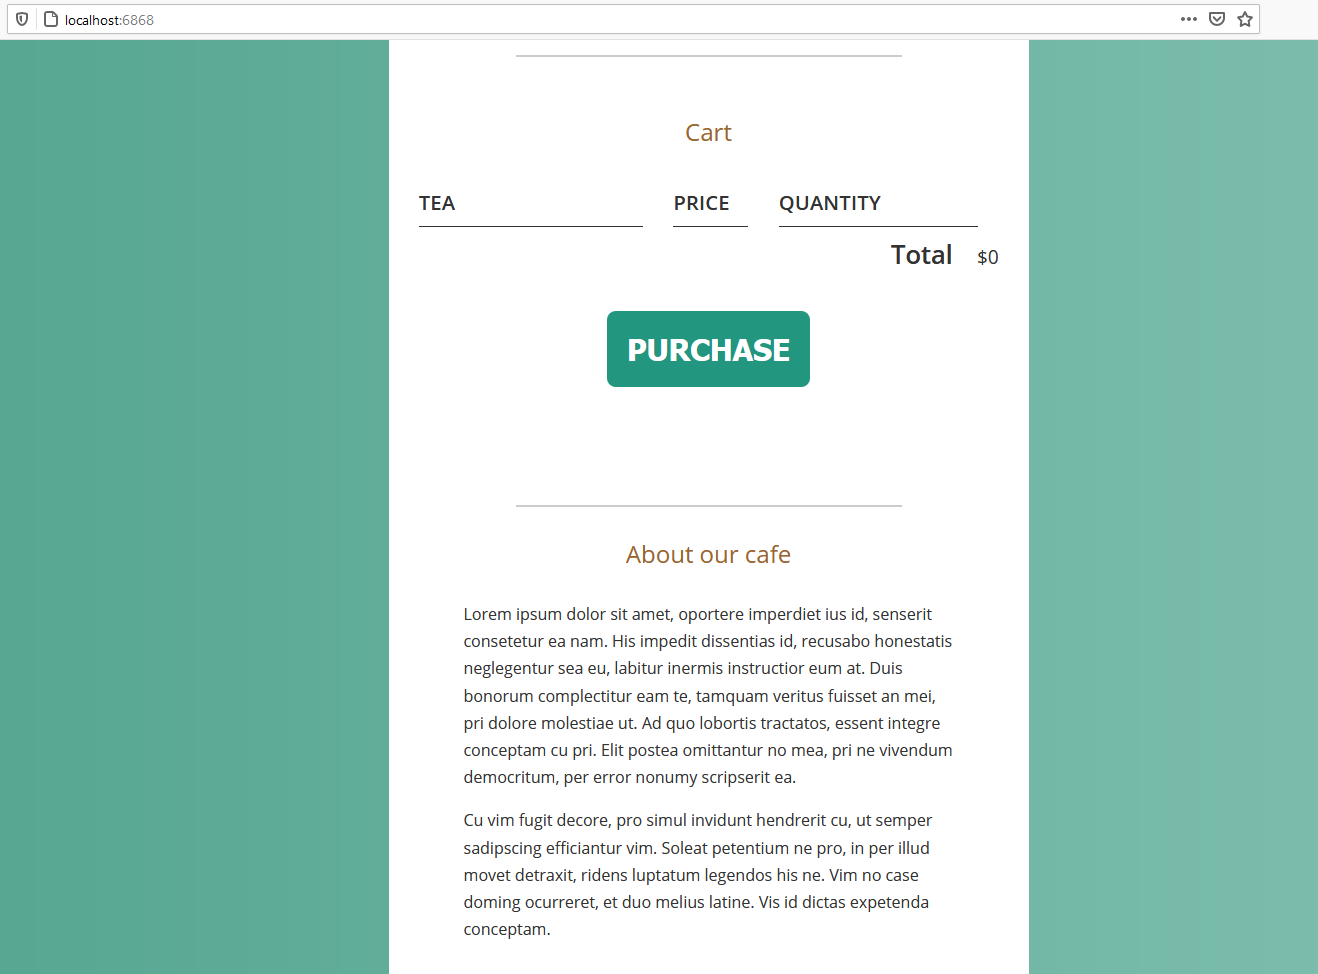 localhost:6868
Cart
TEA PRICE QUANTITY
Total $0
PURCHASE
About our cafe
Lorem ipsum dolor sit amet, oportere imperdiet ius id, senserit
consetetur ea nam. His impedit dissentias id, recusabo honestatis
neglegentur sea eu, labitur inermis instructior eum at. Duis
bonorum complectitur eam te, tamquam veritus fuisset an mei,
pri dolore molestiae ut. Ad quo lobortis tractatos, essent integre
conceptam cu pri. Elit postea omittantur no mea, pri ne vivendum
democritum, per error nonumy scripserit ea.
Cu vim fugit decore, pro simul invidunt hendrerit cu, ut semper
sadipscing efficiantur vim. Soleat petentium ne pro, in per illud
movet detraxit, ridens luptatum legendos his ne. Vim no case
doming ocurreret, et duo melius latine. Vis id dictas expetenda
conceptam.